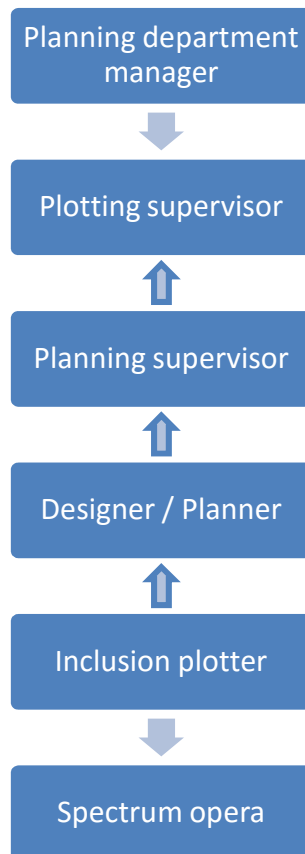 Planning department
manager
Plotting supervisor
Planning supervisor
Designer / Planner
Inclusion plotter
Spectrum opera